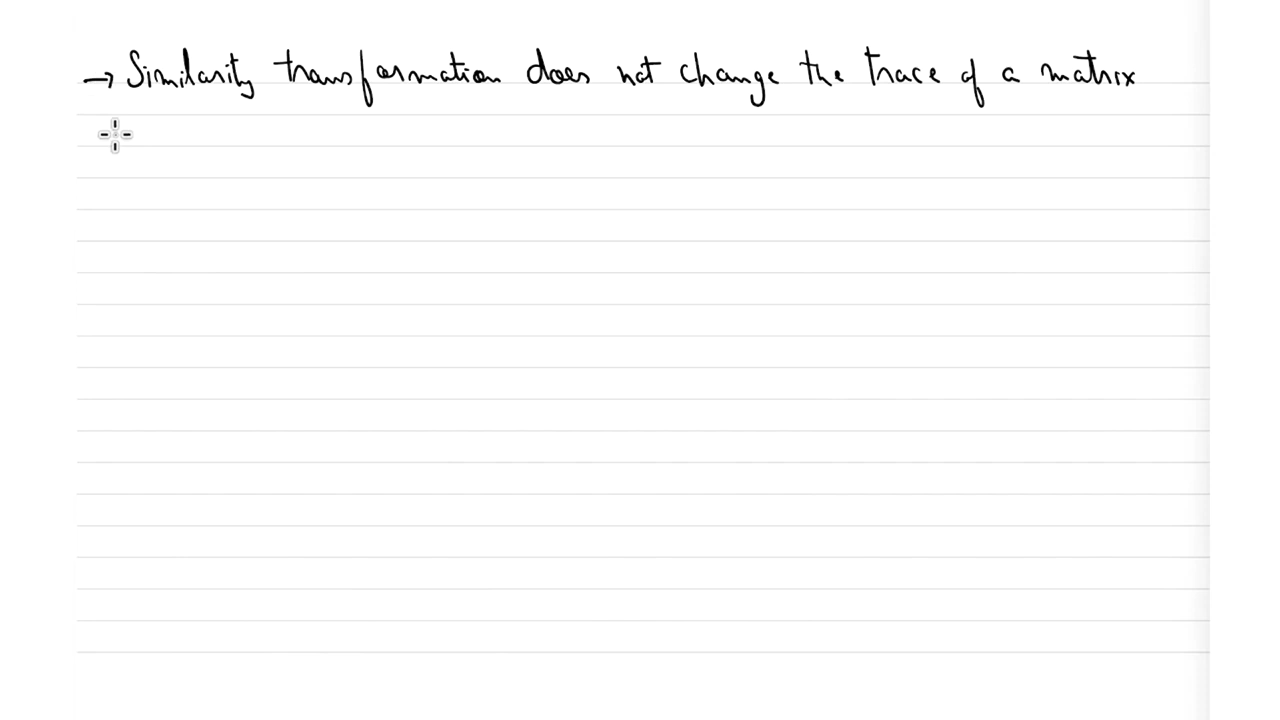 → Similarity transformation does not change the trace of a matrix